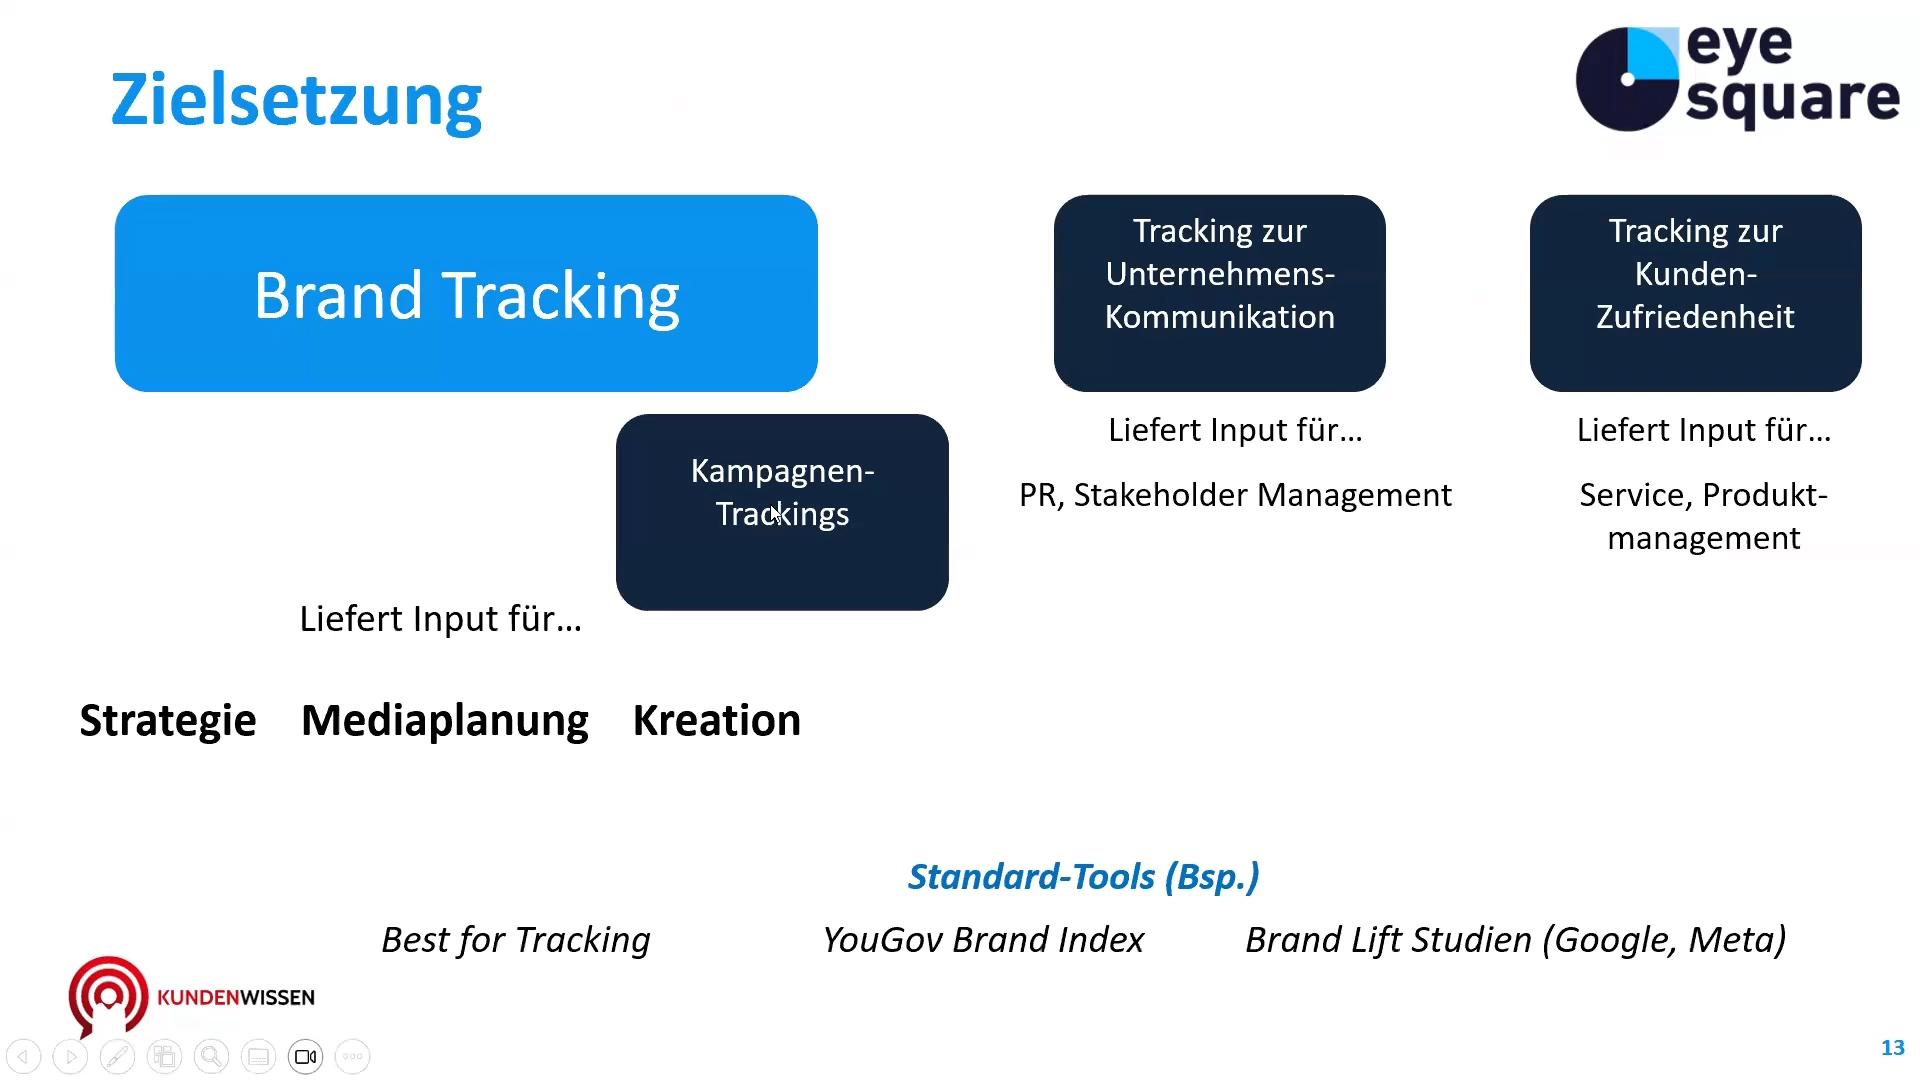 Zielsetzung
eye
square
Brand Tracking
Tracking zur
Unternehmens-
Kommunikation
Tracking zur
Kunden-
Zufriedenheit
Kampagnen-
Trackings
Liefert Input für...
PR, Stakeholder Management
Liefert Input für...
Service, Produkt-
management
Liefert Input für...
Strategie Mediaplanung Kreation
Standard-Tools (Bsp.)
Best for Tracking YouGov Brand Index Brand Lift Studien (Google, Meta)
KUNDENWISSEN
13